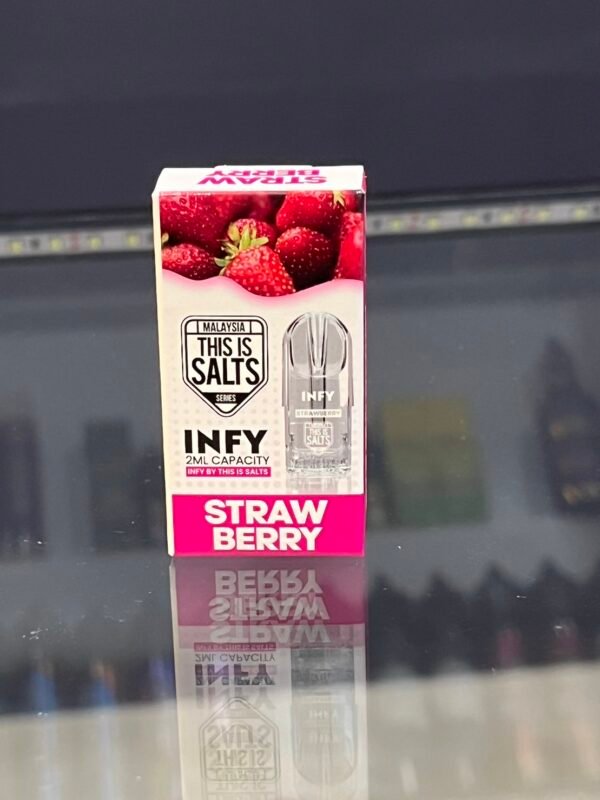 STRAW
BERRY
MALAYSIA
THIS IS
SALTS
SERIES
INFY
2ML CAPACITY
INFY BY THIS IS SALTS
INFY
STRAWBERRY
MALAYSIA
THIS IS
SALTS
STRAW
BERRY